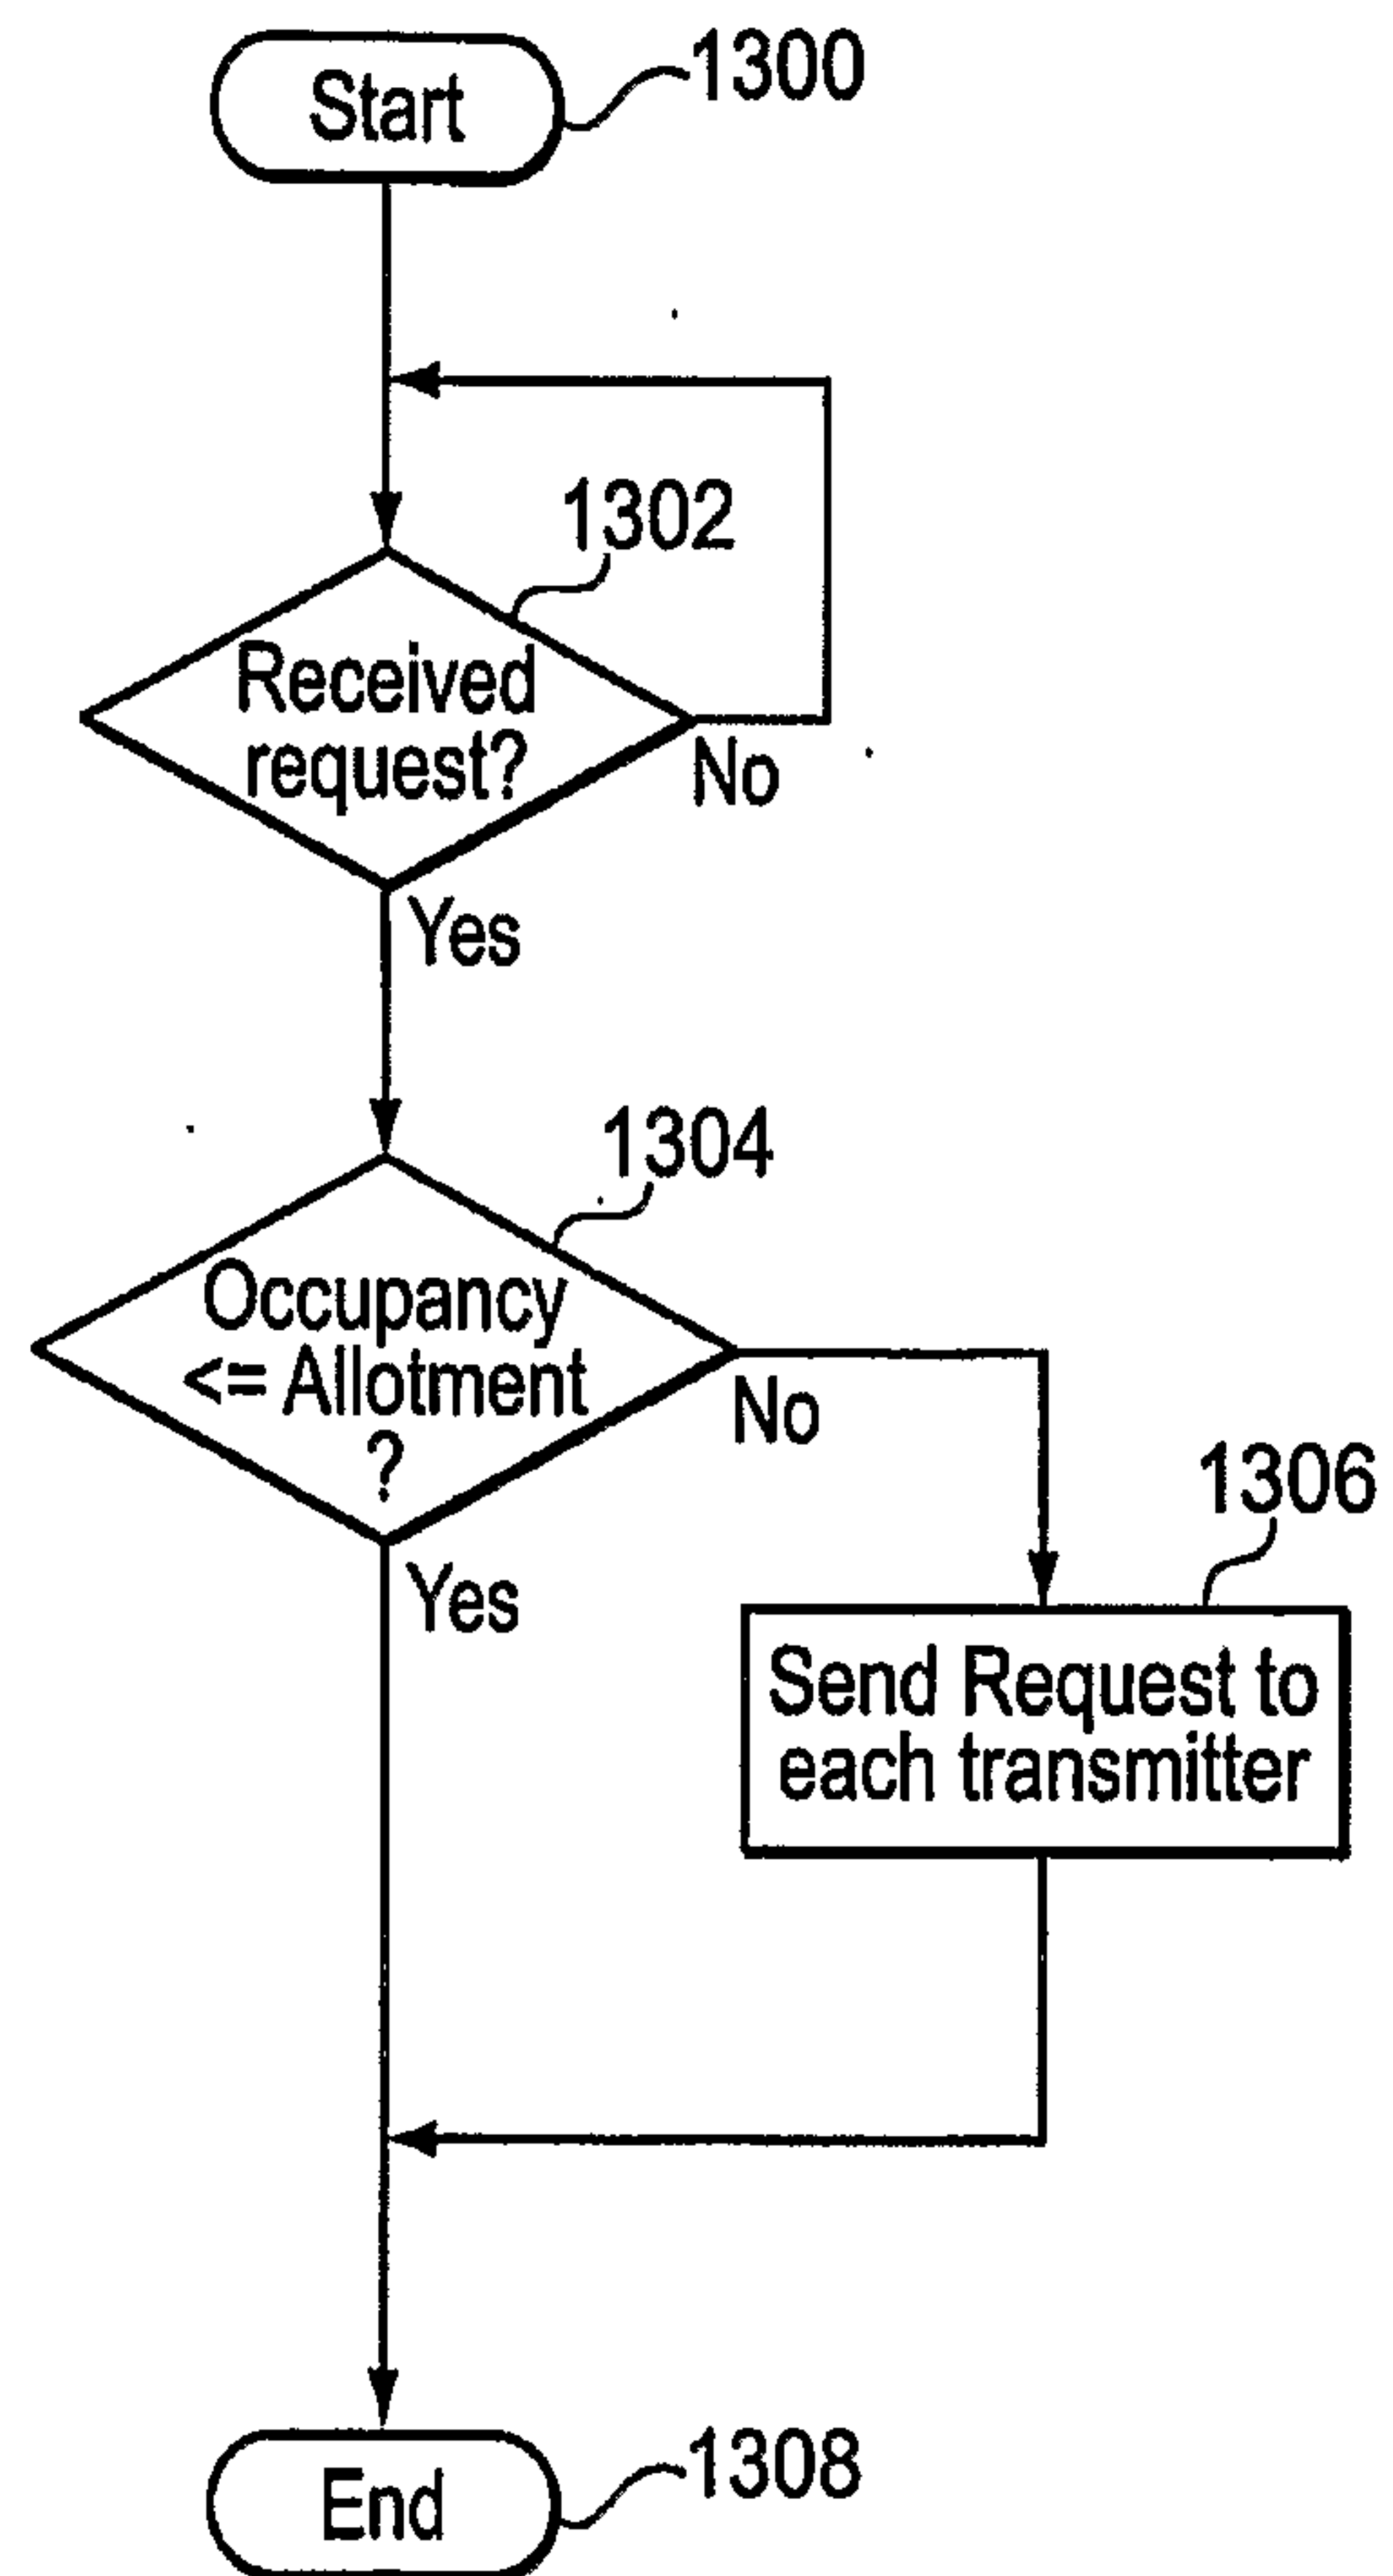 Start
1300
1302
Received
request?
No
Yes
1304
Occupancy
<= Allotment
?
No
Yes
1306
Send Request to
each transmitter
End
1308